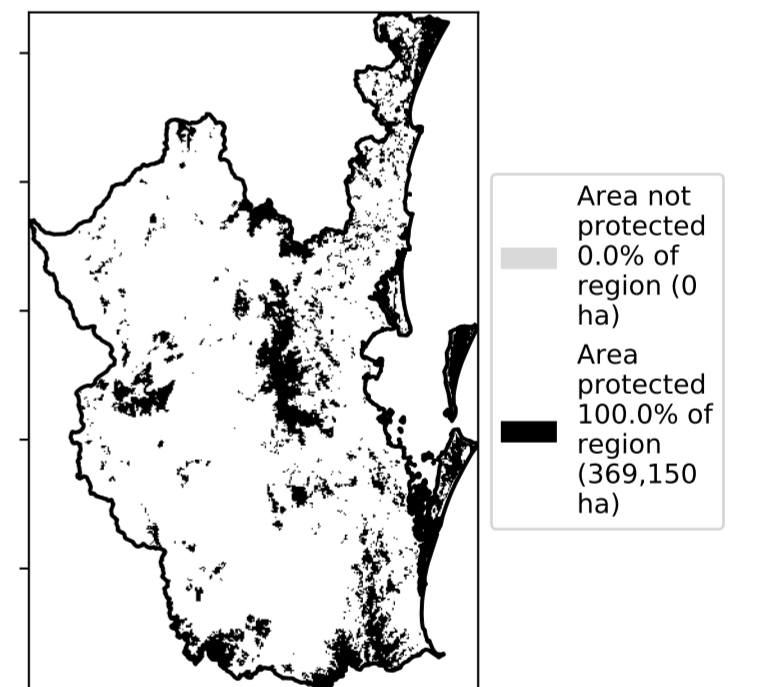 Area not
protected
0.0% of
region (0
ha)
Area
protected
100.0% of
region
(369,150
ha)